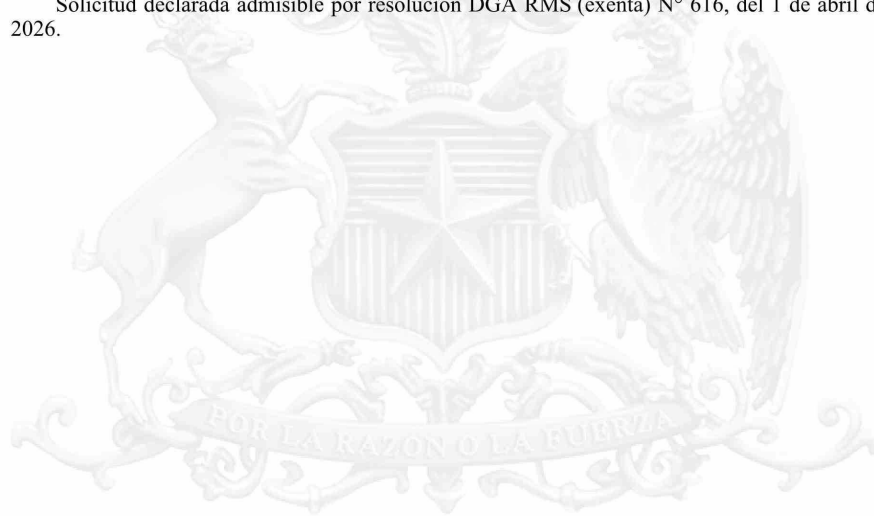 Solicitud declarada admisible por resolución DGA RMS (exenta) N° 616, del 1 de abril d
2026.
POR LA RAZON O LA FUERZA